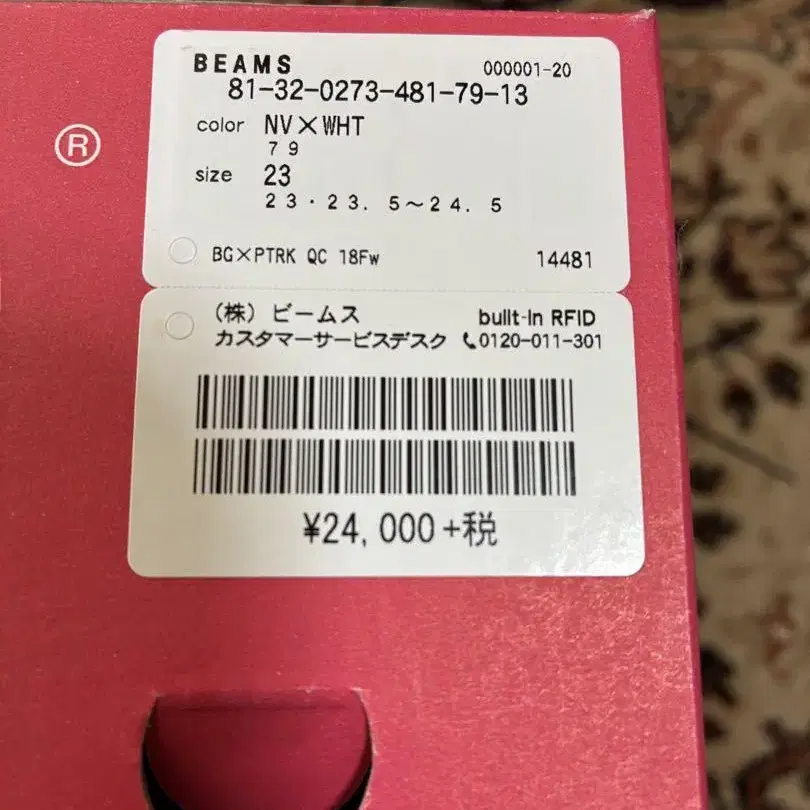 ®
BEAMS 000001-20
81-32-0273-481-79-13
color NV×WHT
79
size 23
23・23.5～24.5
BG×PTRK QC 18Fw 14481
(株)ビームス built-in RFID
カスタマーサービスデスク 0120-011-301
¥24,000+税